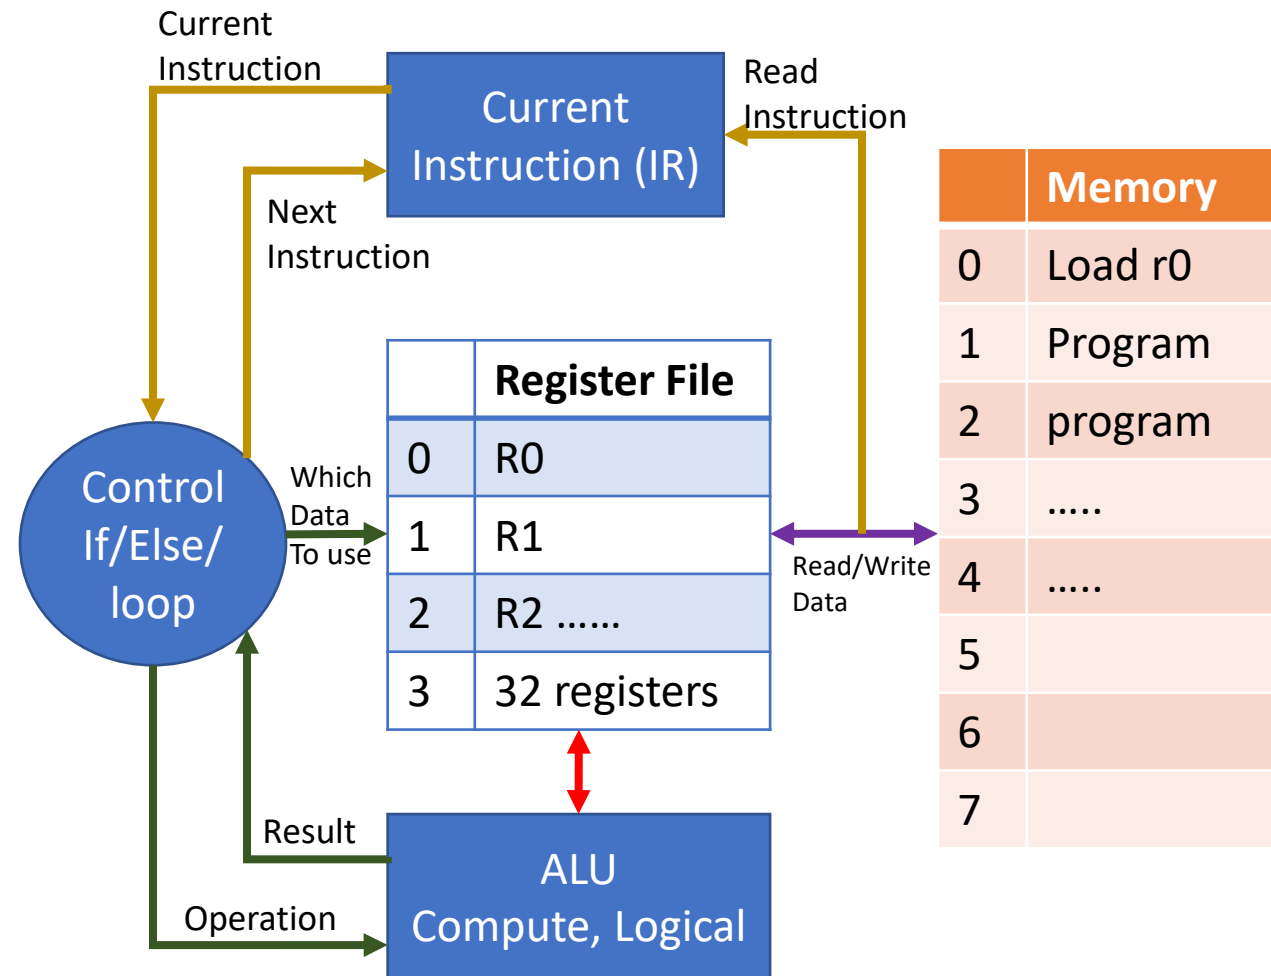 Current
Instruction
Current
Instruction (IR)
Read
Instruction
Next
Instruction
Memory
0 Load r0
1 Program
2 program
3 …..
4 …..
5
6
7
Register File
0 R0
1 R1
2 R2 ……
3 32 registers
Control
If/Else/
loop
Which
Data
To use
Read/Write
Data
Result
Operation
ALU
Compute, Logical